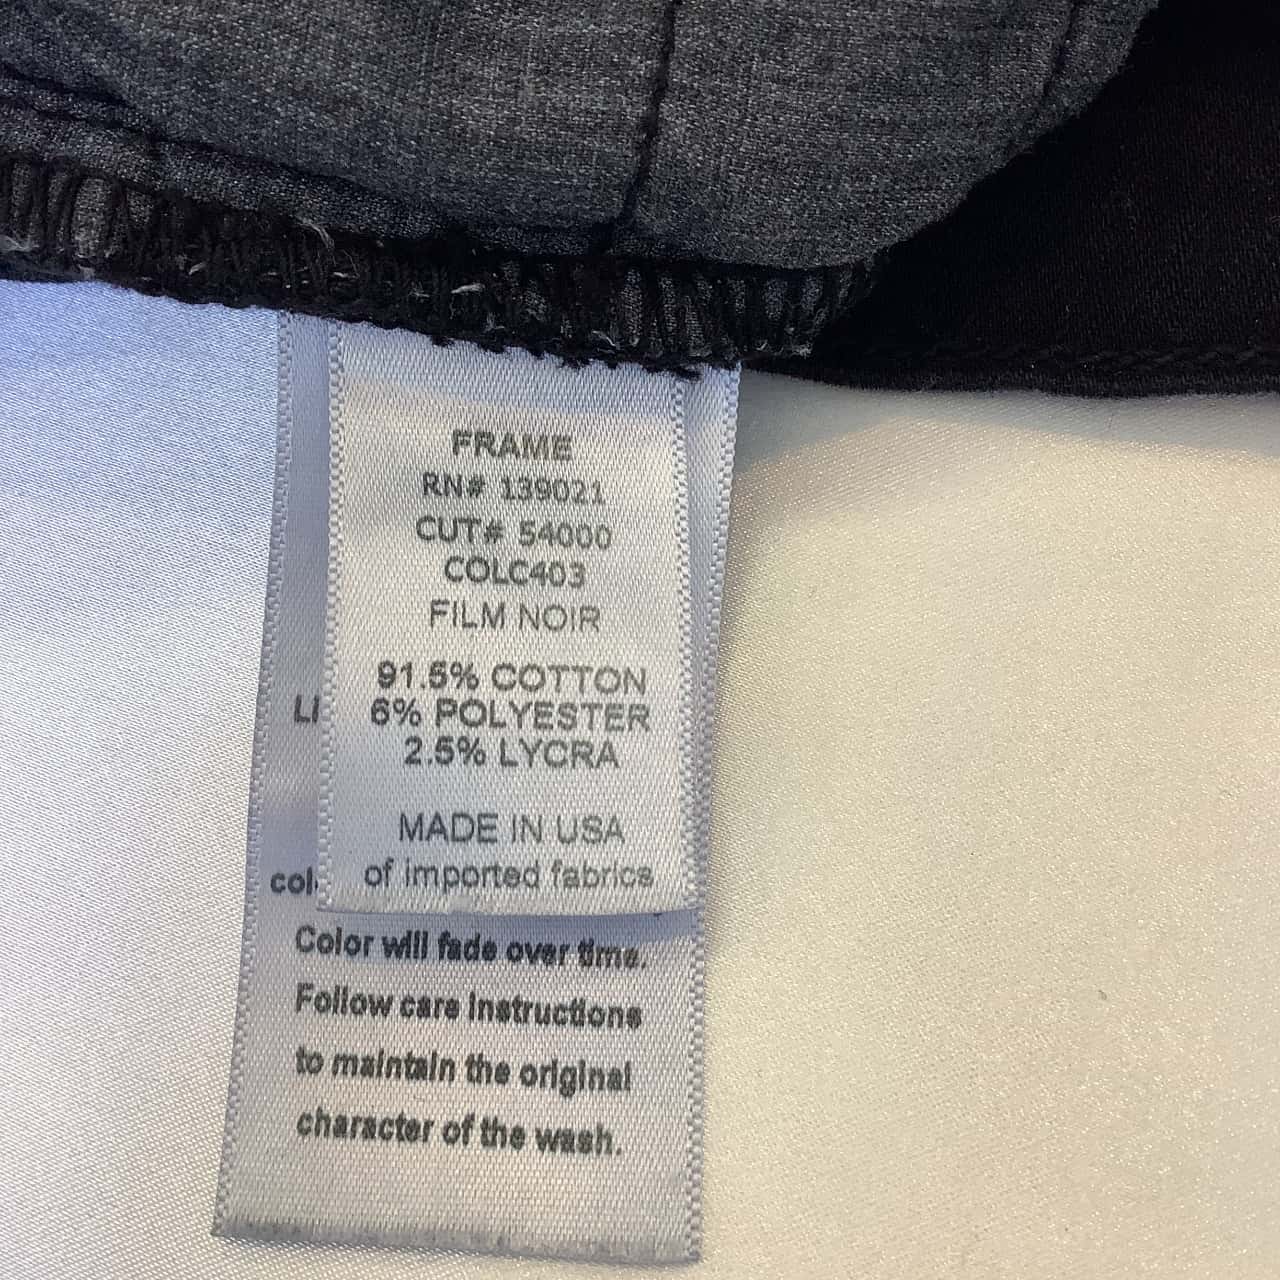 FRAME
RN# 139021
CUT# 54000
COLC403
FILM NOIR
91.5% COTTON
6% POLYESTER
2.5% LYCRA
MADE IN USA
of imported fabrics
Color will fade over time.
Follow care instructions
to maintain the original
character of the wash.